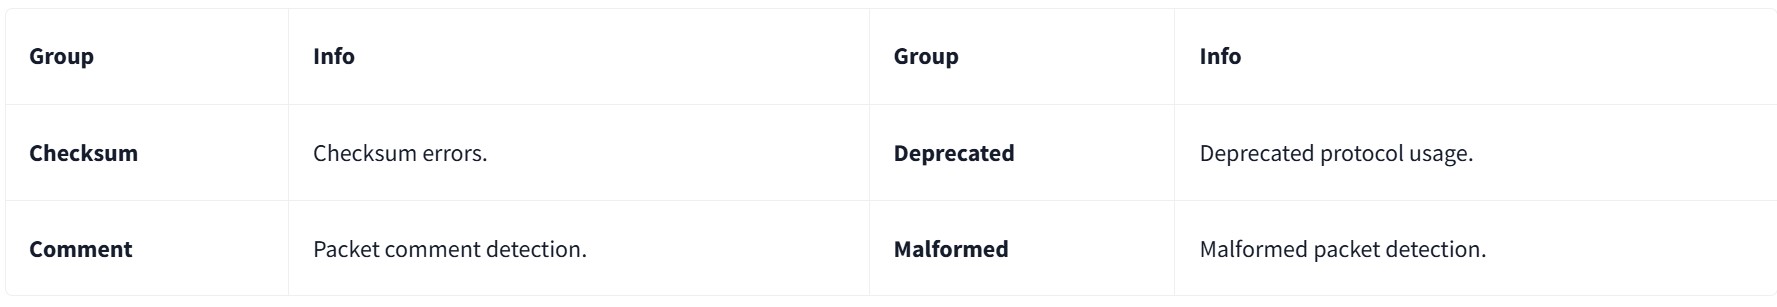 Group Info Group Info
Checksum Checksum errors. Deprecated Deprecated protocol usage.
Comment Packet comment detection. Malformed Malformed packet detection.